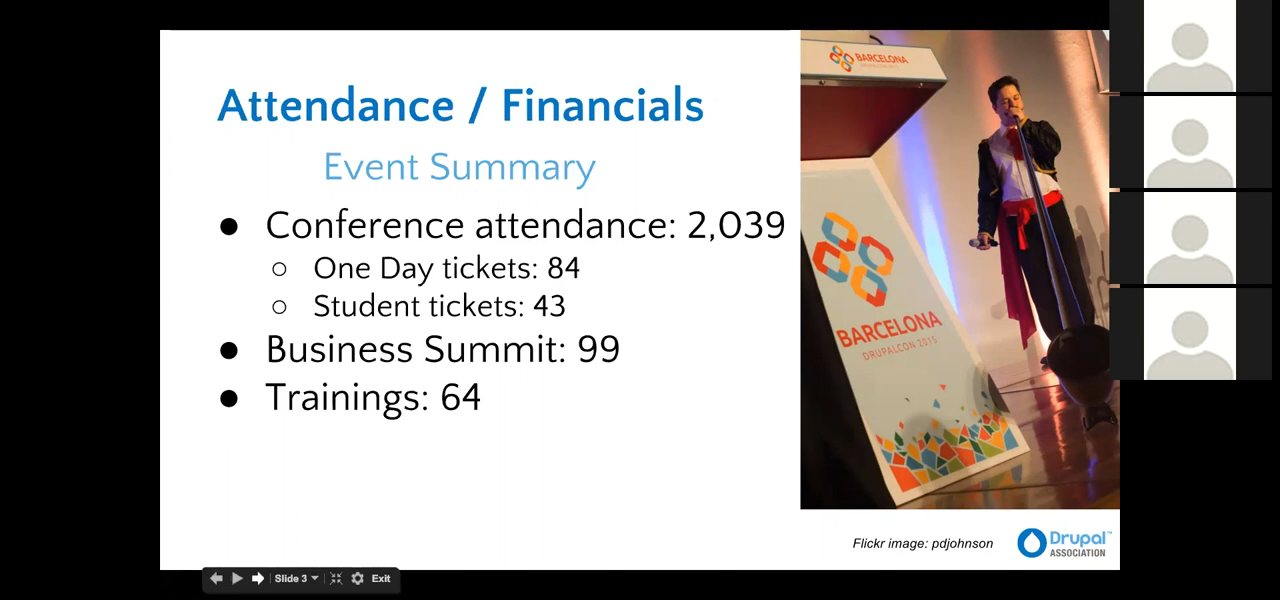 Attendance / Financials
Event Summary
● Conference attendance: 2,039
○ One Day tickets: 84
○ Student tickets: 43
● Business Summit: 99
● Trainings: 64
BARCELONA
BARCELONA
DRUPALCON 2015
Flickr image: pdjohnson
Drupal™
ASSOCIATION
Slide 3
Exit